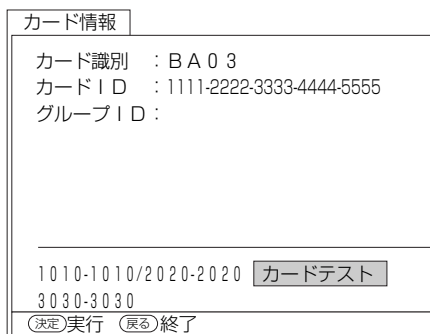 カード情報
カード識別　：ＢＡ０３
カードＩＤ　：1111-2222-3333-4444-5555
グループＩＤ：
1010-1010/2020-2020 カードテスト
3030-3030
決定 実行　戻る 終了